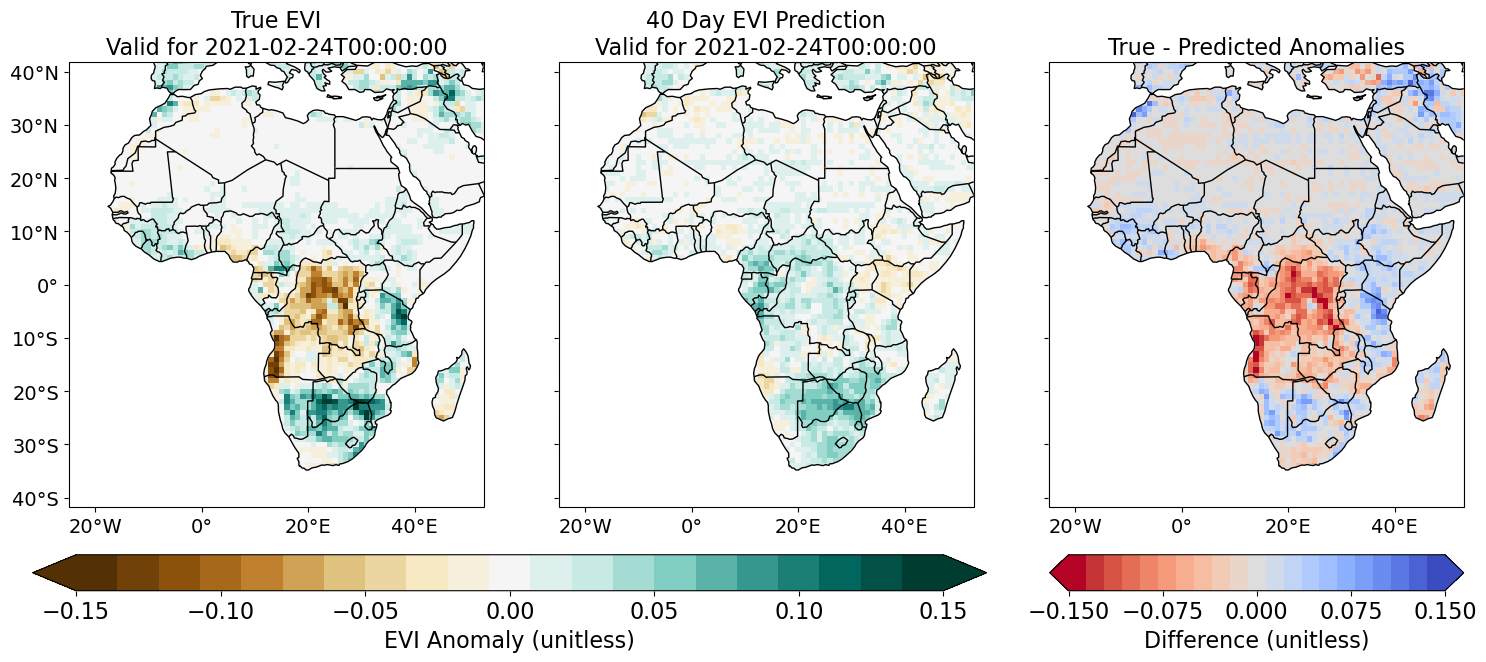 True EVI
Valid for 2021-02-24T00:00:00
40 Day EVI Prediction
Valid for 2021-02-24T00:00:00
True - Predicted Anomalies
40°N
30°N
20°N
10°N
0°
10°S
20°S
30°S
40°S
20°W 0° 20°E 40°E
20°W 0° 20°E 40°E
20°W 0° 20°E 40°E
−0.15 −0.10 −0.05 0.00 0.05 0.10 0.15
EVI Anomaly (unitless)
−0.150 −0.075 0.000 0.075 0.150
Difference (unitless)